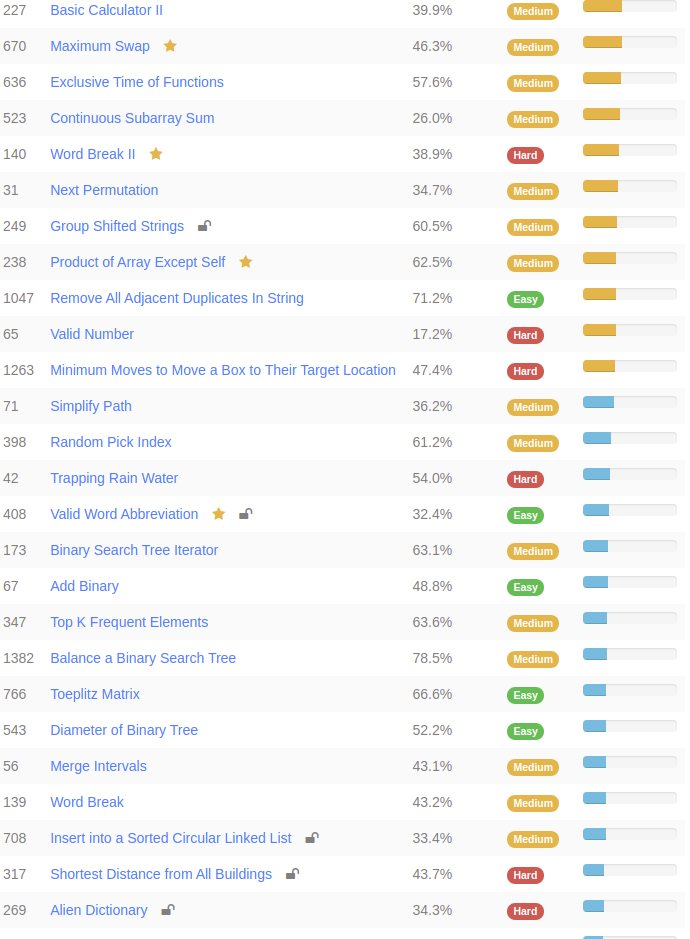 227 Basic Calculator II 39.9% Medium
670 Maximum Swap 46.3% Medium
636 Exclusive Time of Functions 57.6% Medium
523 Continuous Subarray Sum 26.0% Medium
140 Word Break II 38.9% Hard
31 Next Permutation 34.7% Medium
249 Group Shifted Strings 60.5% Medium
238 Product of Array Except Self 62.5% Medium
1047 Remove All Adjacent Duplicates In String 71.2% Easy
65 Valid Number 17.2% Hard
1263 Minimum Moves to Move a Box to Their Target Location 47.4% Hard
71 Simplify Path 36.2% Medium
398 Random Pick Index 61.2% Medium
42 Trapping Rain Water 54.0% Hard
408 Valid Word Abbreviation 32.4% Easy
173 Binary Search Tree Iterator 63.1% Medium
67 Add Binary 48.8% Easy
347 Top K Frequent Elements 63.6% Medium
1382 Balance a Binary Search Tree 78.5% Medium
766 Toeplitz Matrix 66.6% Easy
543 Diameter of Binary Tree 52.2% Easy
56 Merge Intervals 43.1% Medium
139 Word Break 43.2% Medium
708 Insert into a Sorted Circular Linked List 33.4% Medium
317 Shortest Distance from All Buildings 43.7% Hard
269 Alien Dictionary 34.3% Hard